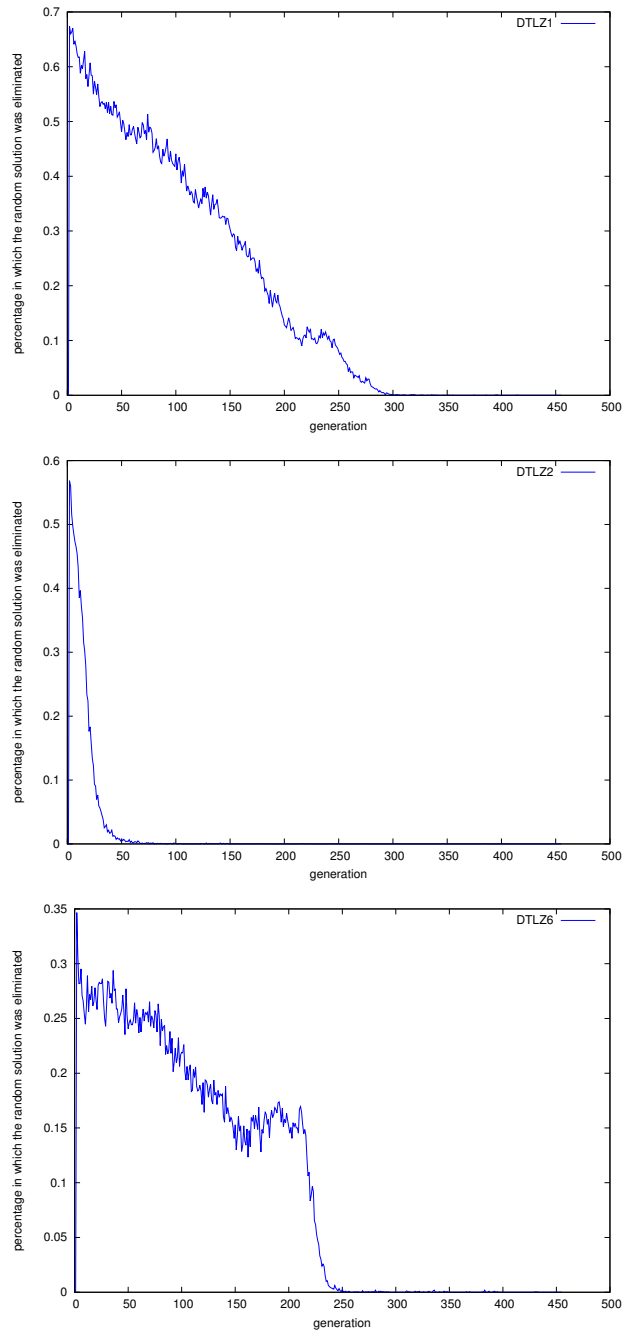 0.7
DTLZ1
0.6
0.5
0.4
0.3
0.2
0.1
0
percentage in which the random solution was eliminated
0 50 100 150 200 250 300 350 400 450 500
generation
0.6
DTLZ2
0.5
0.4
0.3
0.2
0.1
0
percentage in which the random solution was eliminated
0 50 100 150 200 250 300 350 400 450 500
generation
0.35
DTLZ6
0.3
0.25
0.2
0.15
0.1
0.05
0
percentage in which the random solution was eliminated
0 50 100 150 200 250 300 350 400 450 500
generation